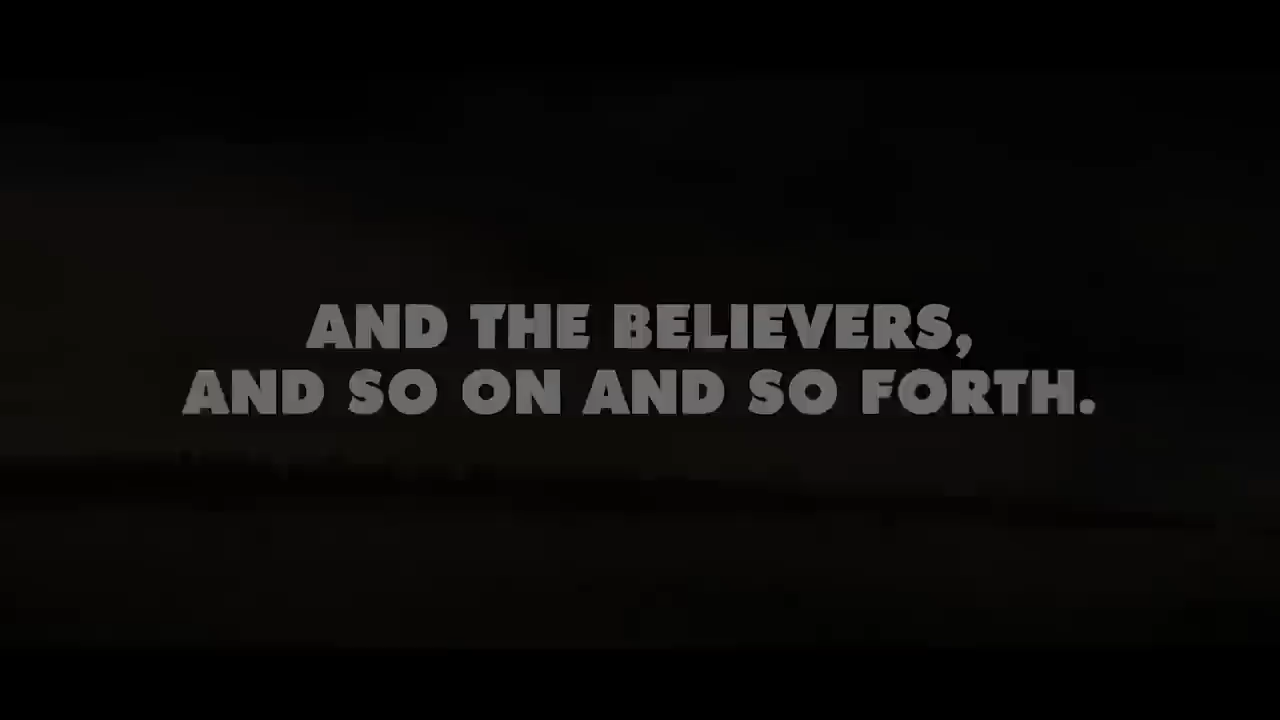 AND THE BELIEVERS,
AND SO ON AND SO FORTH.